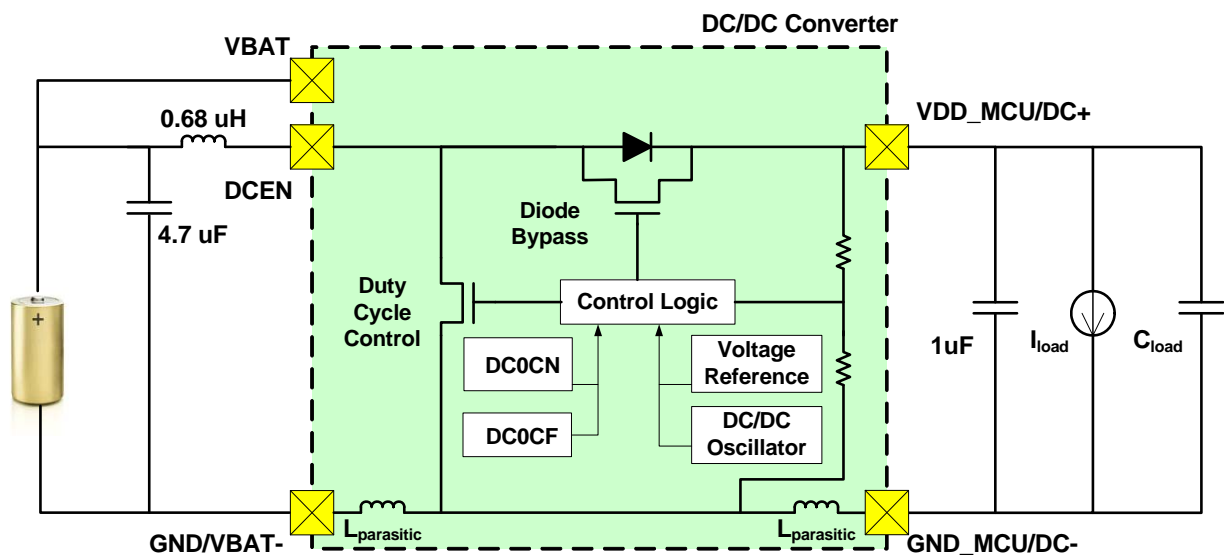 DC/DC Converter
VBAT
0.68 uH
VDD_MCU/DC+
DCEN
4.7 uF
Diode
Bypass
Duty
Cycle
Control
Control Logic
+
DC0CN
Voltage
Reference
1uF
Iload
Cload
DC0CF
DC/DC
Oscillator
Lparasitic
Lparasitic
GND/VBAT-
GND_MCU/DC-